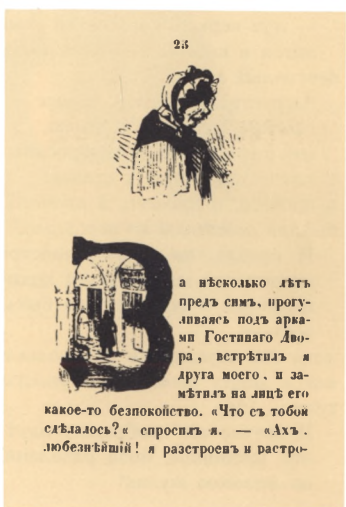 25
За нѣсколько лѣтъ
предъ симъ, прогу-
ливаясь подъ арка-
ми Гостинаго Дво-
ра, встрѣтилъ я
друга моего, и за-
мѣтилъ на лицѣ его
какое-то безпокойство. «Что съ тобой
сдѣлалось?« спросилъ я. — «Ахъ,
любезнѣйшій! я разстроенъ и растро-